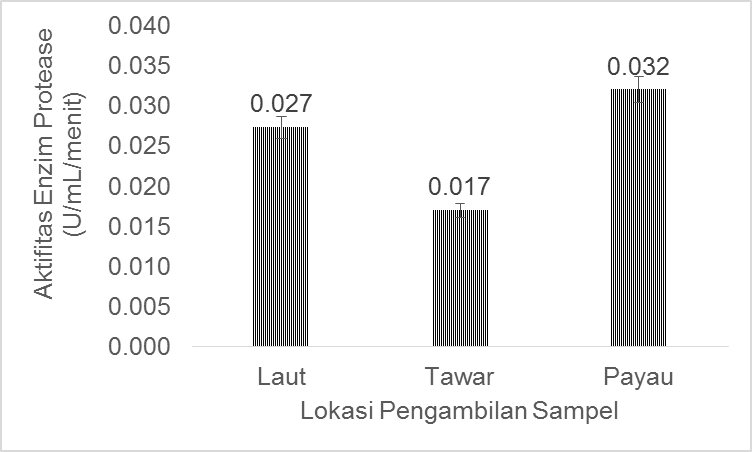 Aktifitas Enzim Protease
(U/mL/menit)
0.040
0.035
0.030
0.025
0.020
0.015
0.010
0.005
0.000
0.027
0.017
0.032
Laut
Tawar
Payau
Lokasi Pengambilan Sampel